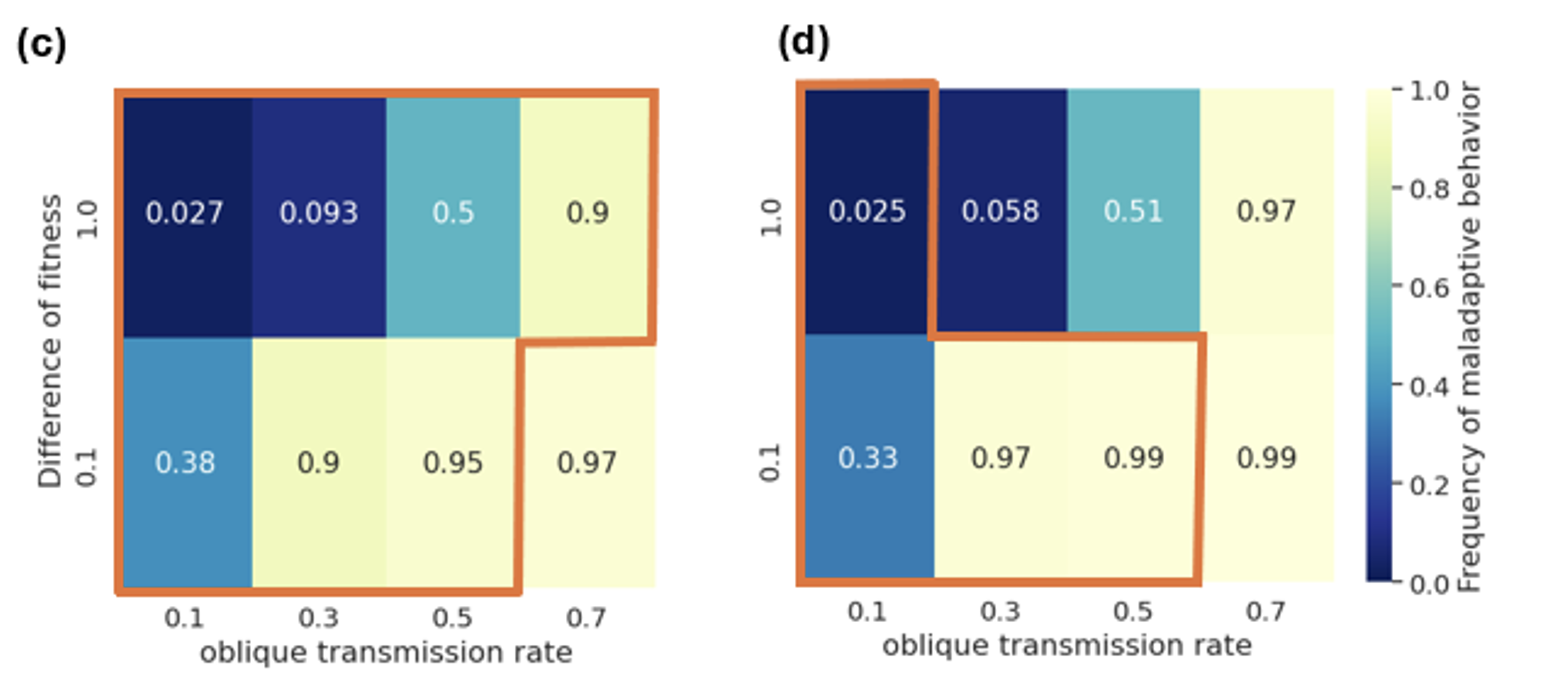 (c)
(d)
Difference of fitness
1.0
0.1
0.027 0.093 0.5 0.9
0.38 0.9 0.95 0.97
0.1 0.3 0.5 0.7
oblique transmission rate
1.0
0.1
0.025 0.058 0.51 0.97
0.33 0.97 0.99 0.99
0.1 0.3 0.5 0.7
oblique transmission rate
1.0
0.8
0.6
0.4
0.2
0.0
Frequency of maladaptive behavior